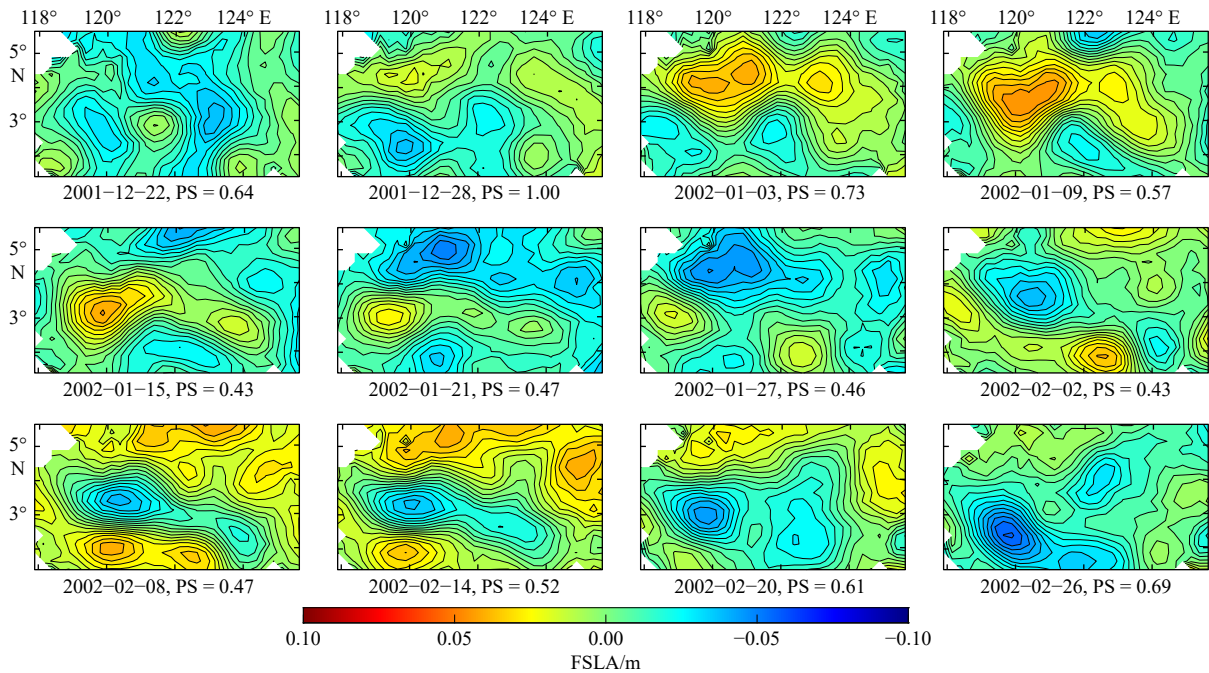 118° 120° 122° 124° E 118° 120° 122° 124° E 118° 120° 122° 124° E 118° 120° 122° 124° E
5°
N
3°
2001−12−22, PS = 0.64 2001−12−28, PS = 1.00 2002−01−03, PS = 0.73 2002−01−09, PS = 0.57
5°
N
3°
2002−01−15, PS = 0.43 2002−01−21, PS = 0.47 2002−01−27, PS = 0.46 2002−02−02, PS = 0.43
5°
N
3°
2002−02−08, PS = 0.47 2002−02−14, PS = 0.52 2002−02−20, PS = 0.61 2002−02−26, PS = 0.69
0.10 0.05 0.00 −0.05 −0.10
FSLA/m